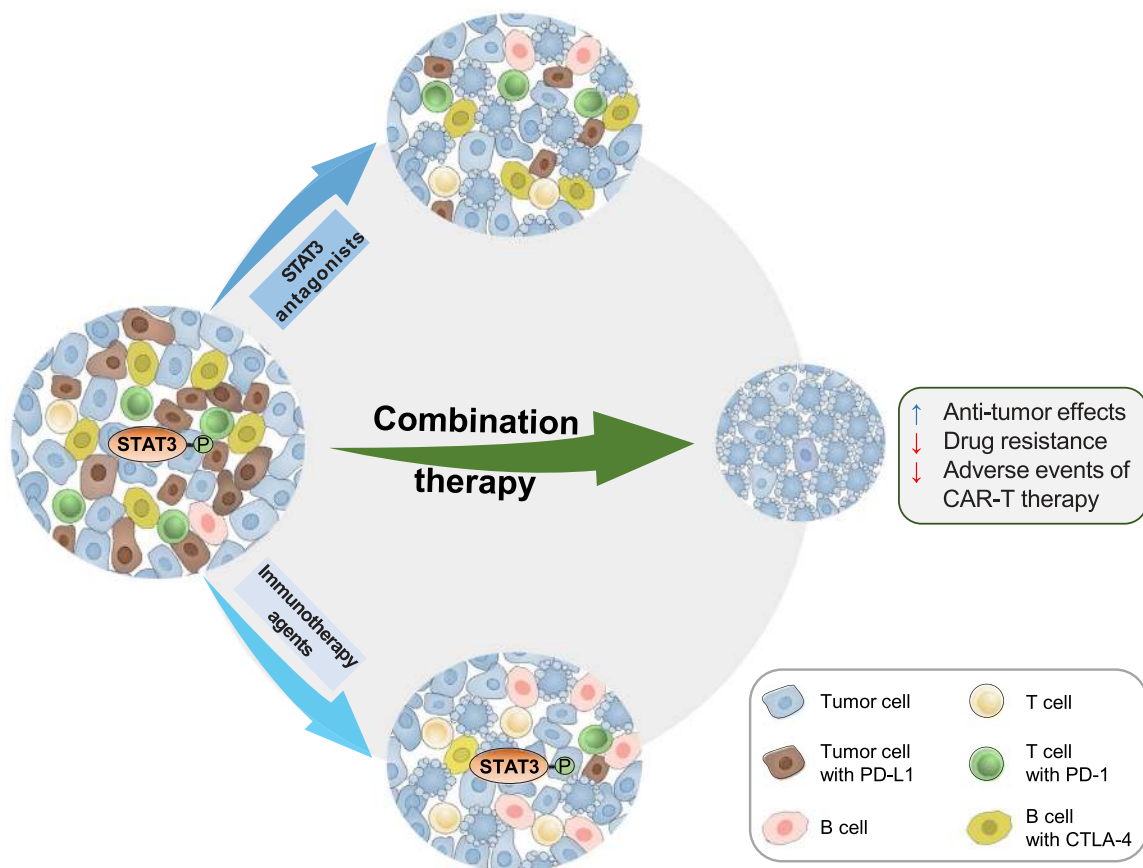 STAT3
antagonists
STAT3 P
Combination
therapy
↑ Anti-tumor effects
↓ Drug resistance
↓ Adverse events of
CAR-T therapy
Immunotherapy
agents
STAT3 P
Tumor cell
T cell
Tumor cell
with PD-L1
T cell
with PD-1
B cell
B cell
with CTLA-4